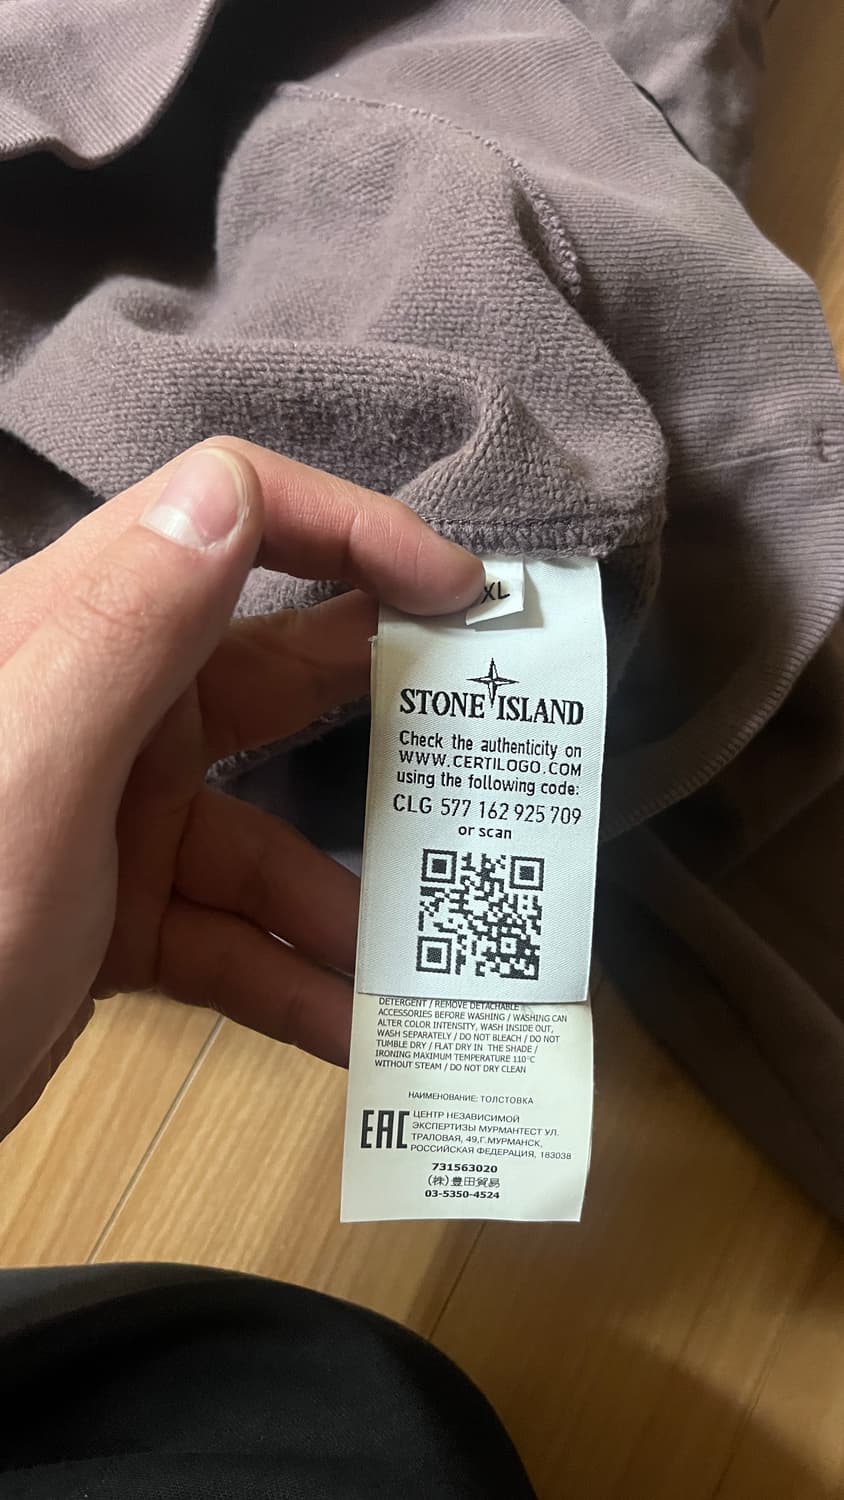 XL
STONE ISLAND
Check the authenticity on
WWW.CERTILOGO.COM
using the following code:
CLG 577 162 925 709
or scan
DETERGENT / REMOVE DETACHABLE
ACCESSORIES BEFORE WASHING / WASHING CAN
ALTER COLOR INTENSITY, WASH INSIDE OUT,
WASH SEPARATELY / DO NOT BLEACH / DO NOT
TUMBLE DRY / FLAT DRY IN THE SHADE /
IRONING MAXIMUM TEMPERATURE 110°C
WITHOUT STEAM / DO NOT DRY CLEAN
НАИМЕНОВАНИЕ: ТОЛСТОВКА
EAC
ЦЕНТР НЕЗАВИСИМОЙ
ЭКСПЕРТИЗЫ МУРМАНТЕСТ УЛ.
ТРАЛОВАЯ, 49,Г.МУРМАНСК,
РОССИЙСКАЯ ФЕДЕРАЦИЯ, 183038
731563020
(株)豊田貿易
03-5350-4524